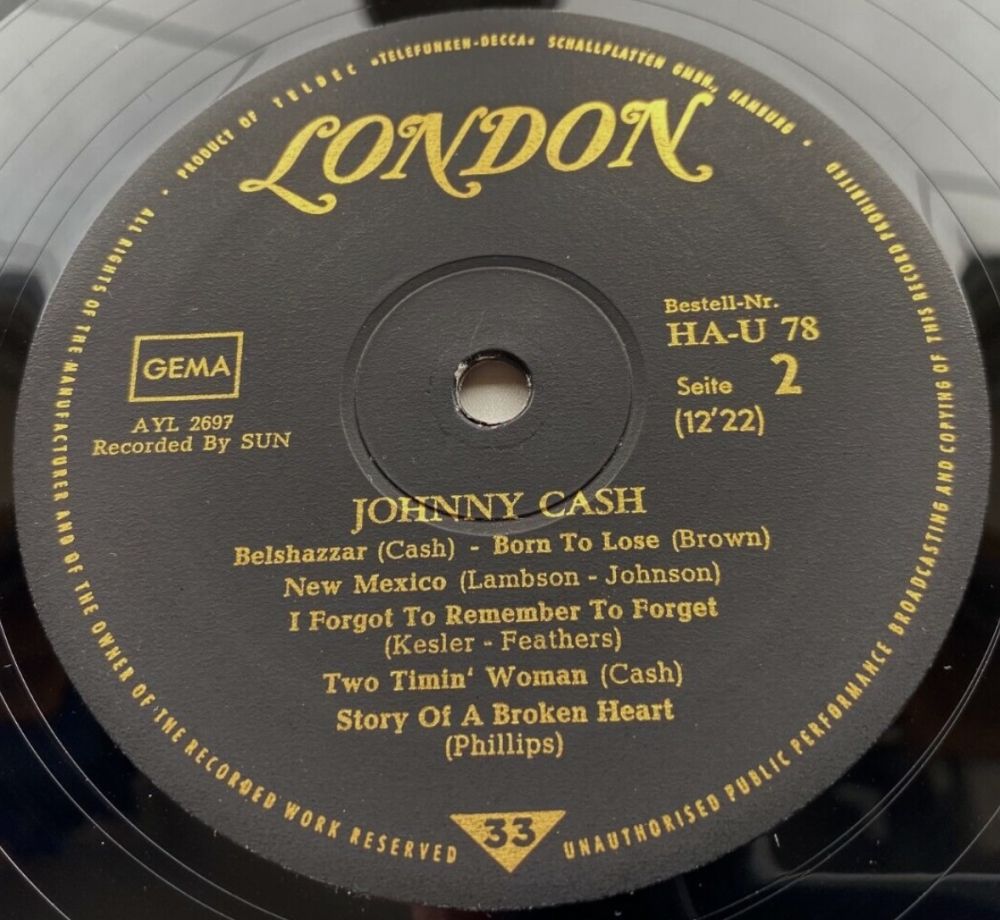 PRODUCT OF TELDEC »TELEFUNKEN-DECCA« SCHALLPLATTEN GMBH., HAMBURG •
LONDON
Bestell-Nr.
HA-U 78
Seite 2
(12'22)
GEMA
AYL 2697
Recorded By SUN
JOHNNY CASH
Belshazzar (Cash) - Born To Lose (Brown)
New Mexico (Lambson - Johnson)
I Forgot To Remember To Forget
(Kesler - Feathers)
Two Timin' Woman (Cash)
Story Of A Broken Heart
(Phillips)
33
• ALL RIGHTS OF THE MANUFACTURER AND OF THE OWNER OF THE RECORDED WORK RESERVED
UNAUTHORISED PUBLIC PERFORMANCE BROADCASTING AND COPYING OF THIS RECORD PROHIBITED